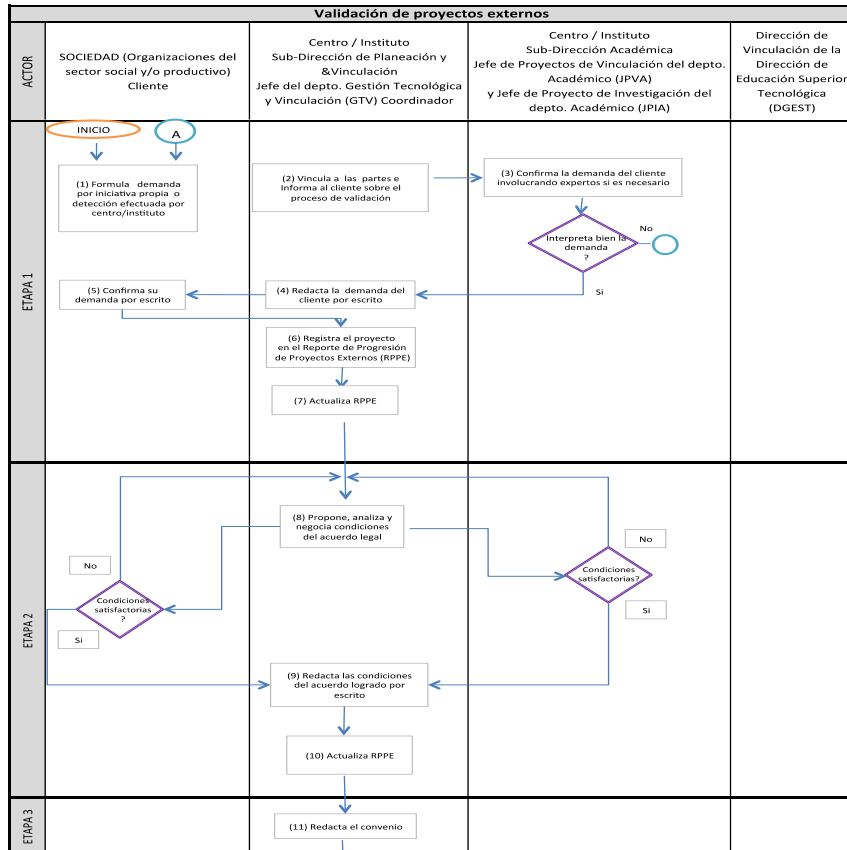 Validación de proyectos externos
ACTOR
SOCIEDAD (Organizaciones del
sector social y/o productivo)
Cliente
Centro / Instituto
Sub-Dirección de Planeación y
&Vinculación
Jefe del depto. Gestión Tecnológica
y Vinculación (GTV) Coordinador
Centro / Instituto
Sub-Dirección Académica
Jefe de Proyectos de Vinculación del depto.
Académico (JPVA)
y Jefe de Proyecto de Investigación del
depto. Académico (JPIA)
Dirección de
Vinculación de la
Dirección de
Educación Superior
Tecnológica
(DGEST)
ETAPA 1
INICIO
A
(1) Formula demanda
por iniciativa propia o
detección efectuada por
centro/instituto
(2) Vincula a las partes e
Informa al cliente sobre el
proceso de validación
(3) Confirma la demanda del cliente
involucrando expertos si es necesario
Interpreta bien la
demanda
?
No
Si
(5) Confirma su
demanda por escrito
(4) Redacta la demanda del
cliente por escrito
(6) Registra el proyecto
en el Reporte de Progresión
de Proyectos Externos (RPPE)
(7) Actualiza RPPE
ETAPA 2
(8) Propone, analiza y
negocia condiciones
del acuerdo legal
No
Condiciones
satisfactorias
?
Si
No
Condiciones
satisfactorias?
Si
(9) Redacta las condiciones
del acuerdo logrado por
escrito
(10) Actualiza RPPE
ETAPA 3
(11) Redacta el convenio